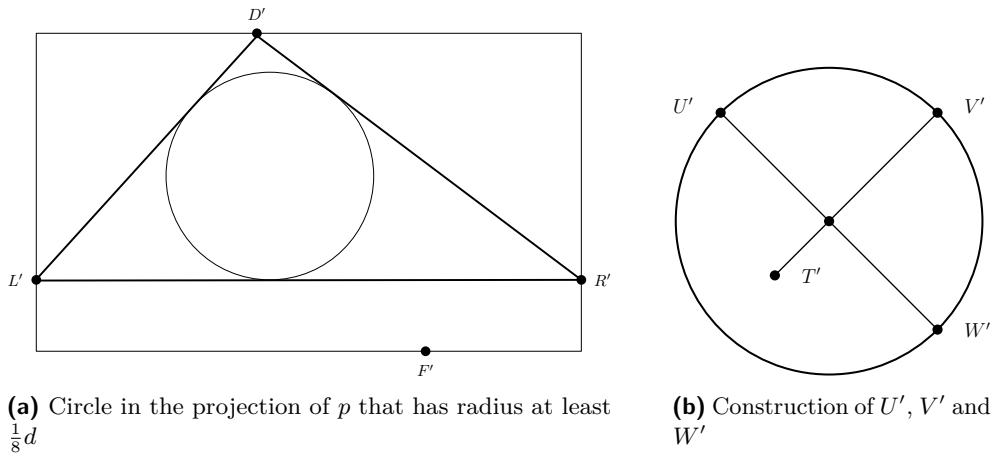 D′
L′
R′
F′
(a) Circle in the projection of p that has radius at least
1/8 d
U′
V′
T′
W′
(b) Construction of U′, V′ and
W′